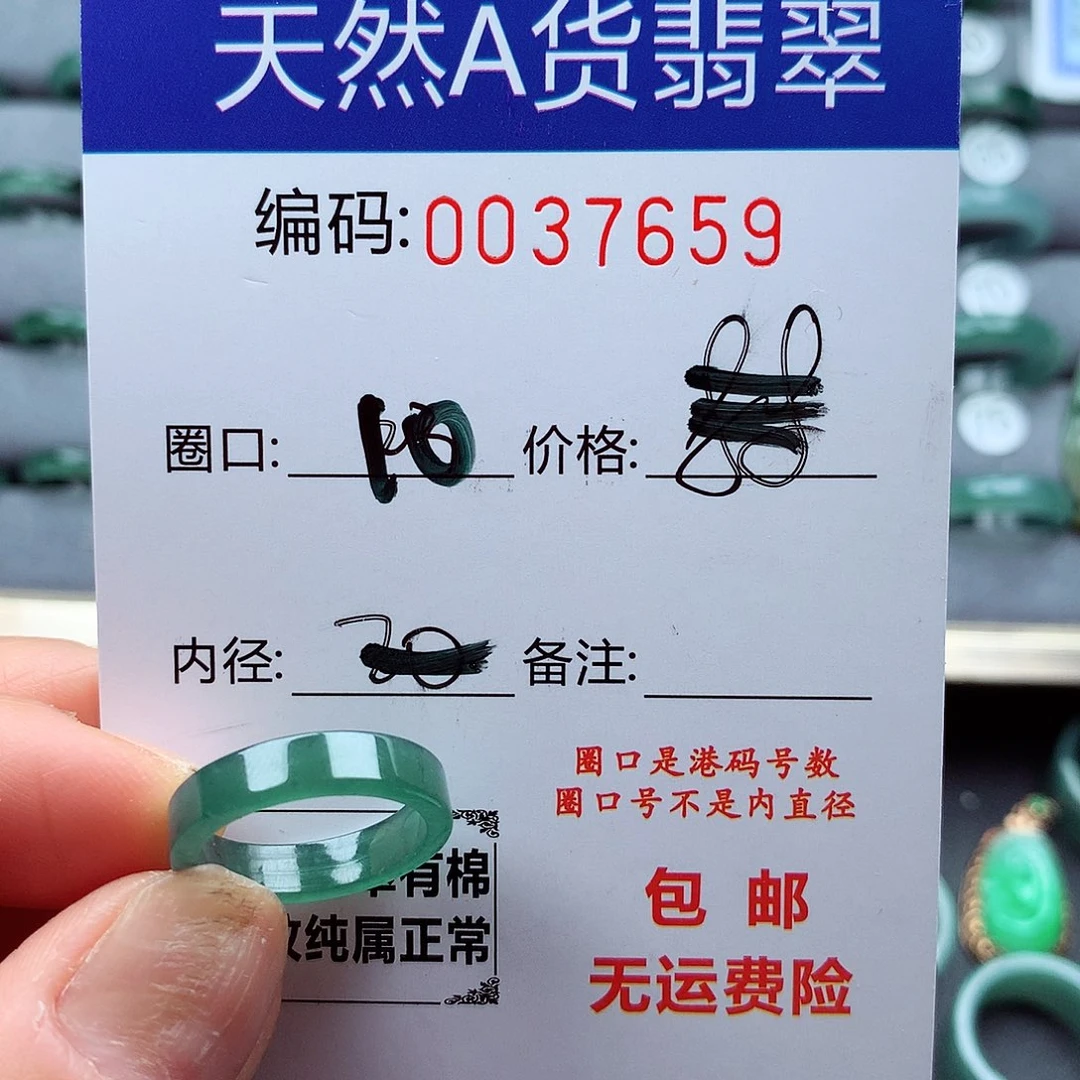 天然A货翡翠
编码:0037659
圈口: 10 价格:
内径: 备注:
圈口是港码号数
圈口号不是内直径
有棉
纯属正常
包邮
无运费险